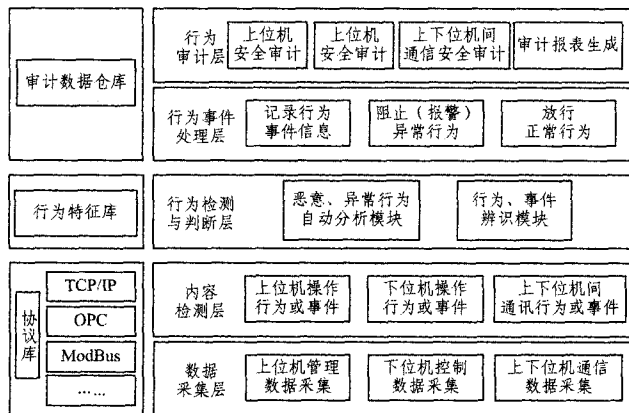 审计数据仓库
行为
审计层
上位机
安全审计
上位机
安全审计
上下位机间
通信安全审计
审计报表生成
行为事件
处理层
记录行为
事件信息
阻止（报警）
异常行为
放行
正常行为
行为特征库
行为检测
与判断层
恶意、异常行为
自动分析模块
行为、事件
辨识模块
协议库
TCP/IP
OPC
ModBus
……
内容
检测层
上位机操作
行为或事件
下位机操作
行为或事件
上下位机间
通讯行为或事件
数据
采集层
上位机管理
数据采集
下位机控制
数据采集
上下位机通信
数据采集